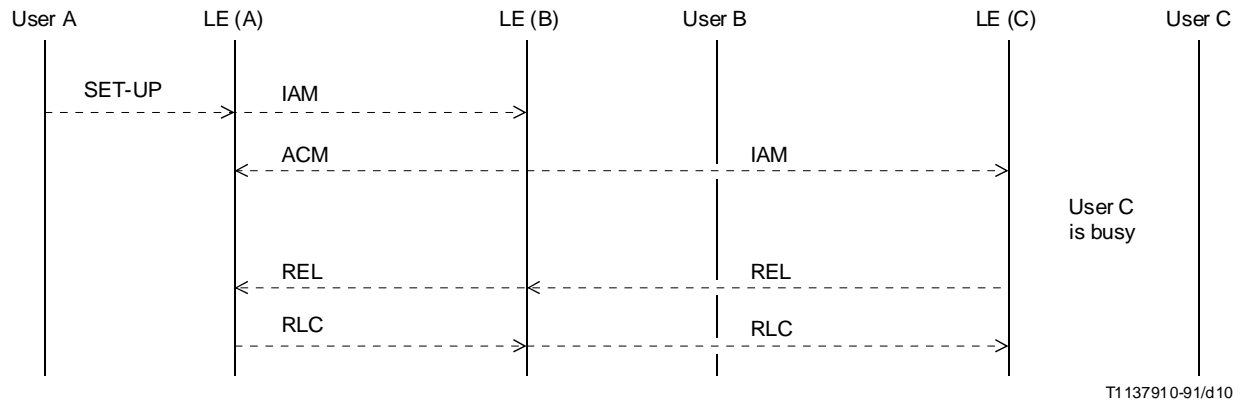 User A LE (A) LE (B) User B LE (C) User C
SET-UP IAM
ACM IAM
User C
is busy
REL REL
RLC RLC
T1137910-91/d10